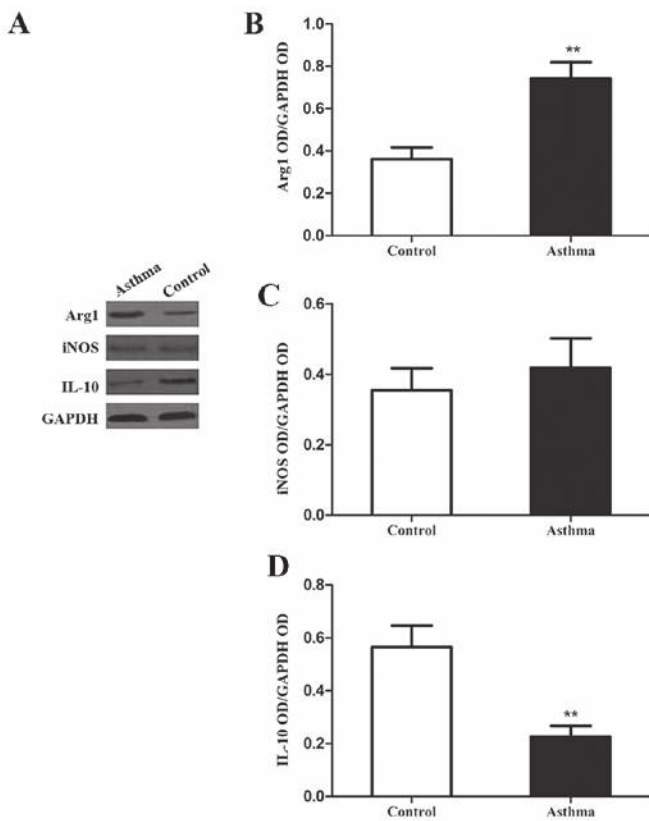 A
Asthma Control
Arg1
iNOS
IL-10
GAPDH
B
Arg1 OD/GAPDH OD
1.0
0.8
0.6
0.4
0.2
0.0
**
Control Asthma
C
iNOS OD/GAPDH OD
0.6
0.4
0.2
0.0
Control Asthma
D
IL-10 OD/GAPDH OD
0.8
0.6
0.4
0.2
0.0
**
Control Asthma